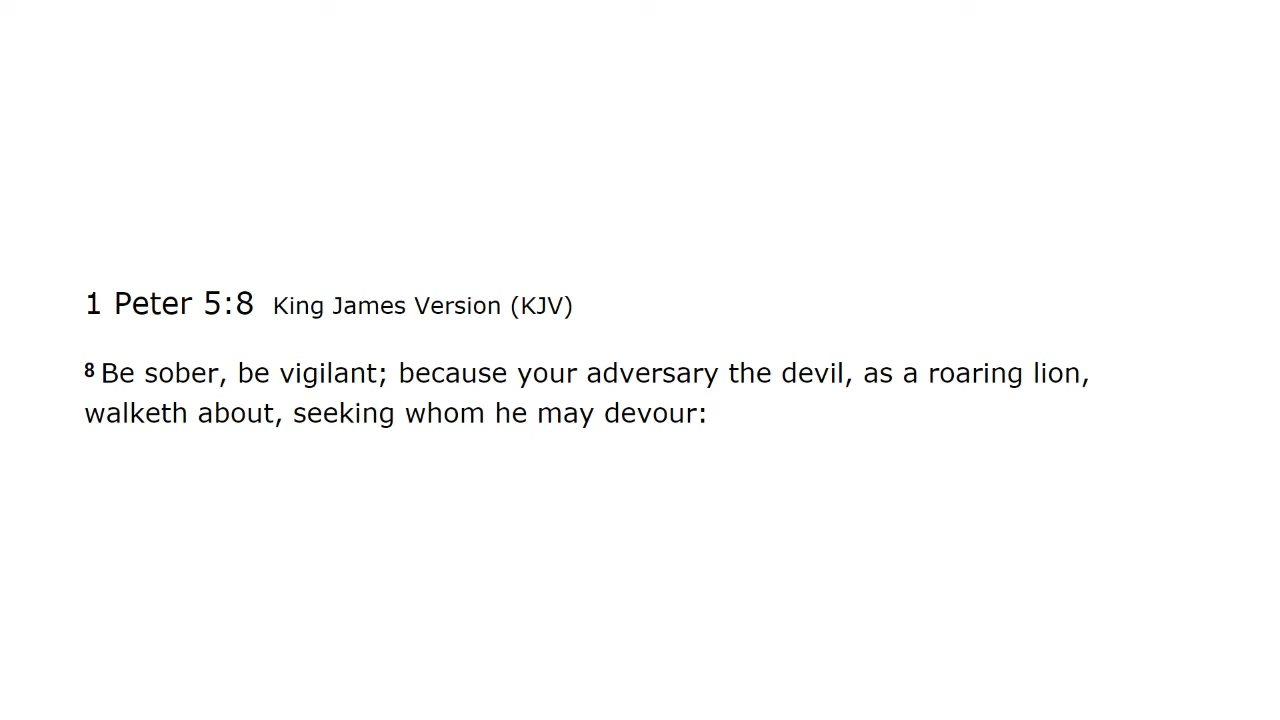 1 Peter 5:8 King James Version (KJV)
8 Be sober, be vigilant; because your adversary the devil, as a roaring lion,
walketh about, seeking whom he may devour: